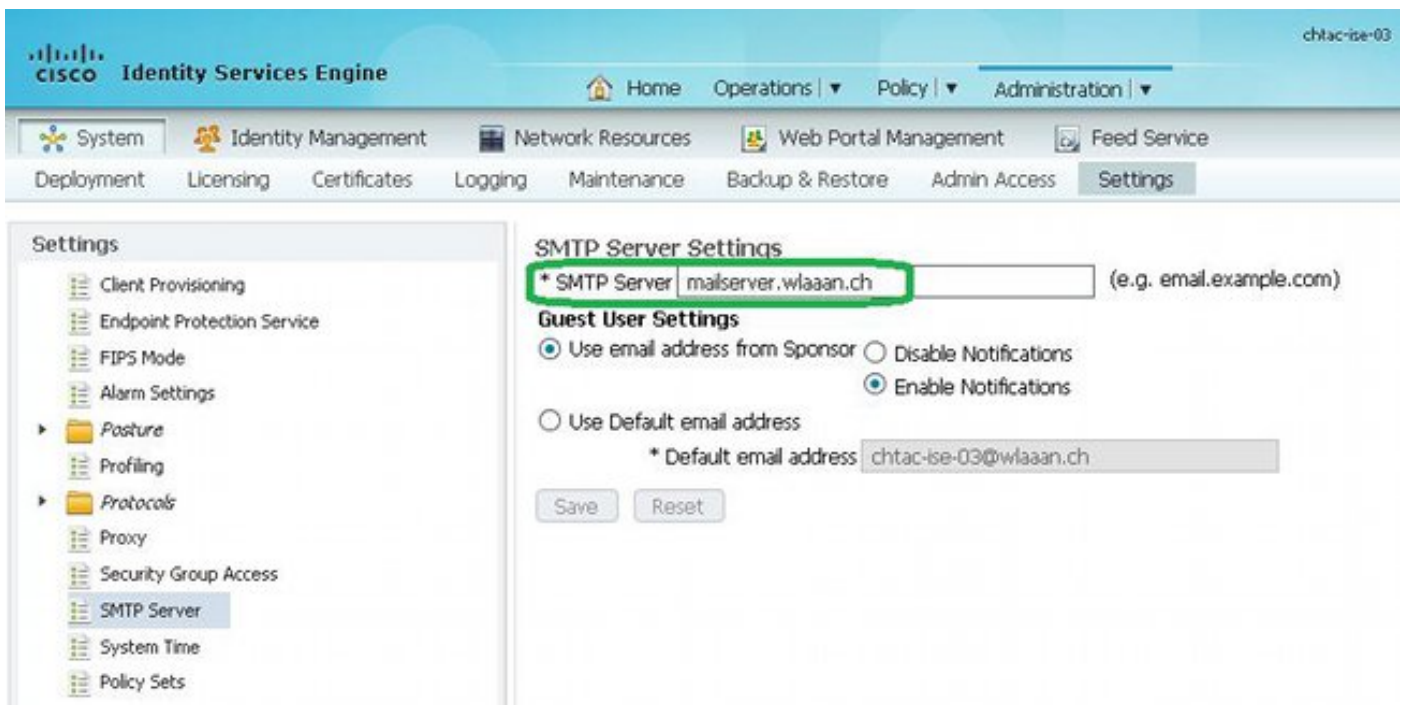 chtac-ise-03
CISCO Identity Services Engine
Home Operations | ▼ Policy | ▼ Administration | ▼
System Identity Management Network Resources Web Portal Management Feed Service
Deployment Licensing Certificates Logging Maintenance Backup & Restore Admin Access Settings
Settings
Client Provisioning
Endpoint Protection Service
FIPS Mode
Alarm Settings
Posture
Profiling
Protocols
Proxy
Security Group Access
SMTP Server
System Time
Policy Sets
SMTP Server Settings
* SMTP Server mailserver.wlaaan.ch (e.g. email.example.com)
Guest User Settings
Use email address from Sponsor Disable Notifications
Enable Notifications
Use Default email address
* Default email address chtac-ise-03@wlaaan.ch
Save Reset